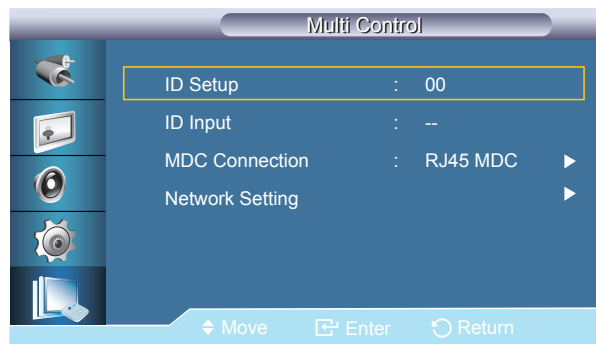 Multi Control
ID Setup : 00
ID Input : --
MDC Connection : RJ45 MDC
Network Setting
Move Enter Return